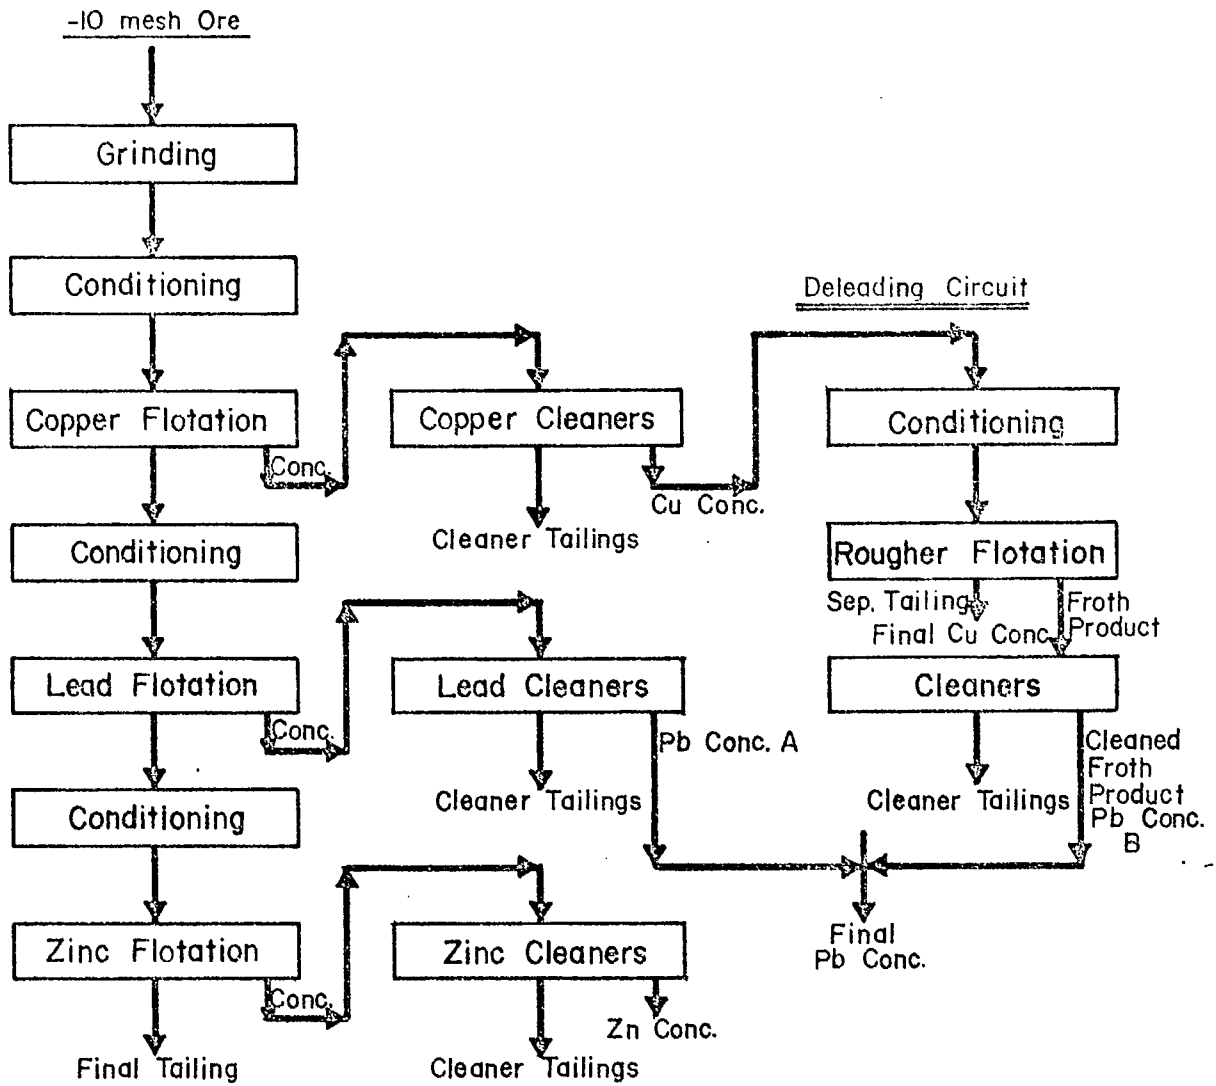 -10 mesh Ore
Grinding
Conditioning
Deleading Circuit
Copper Flotation
Conc.
Copper Cleaners
Cu Conc.
Cleaner Tailings
Conditioning
Conditioning
Rougher Flotation
Sep. Tailing
Final Cu Conc.
Froth
Product
Lead Flotation
Conc.
Lead Cleaners
Pb Conc. A
Cleaner Tailings
Cleaners
Cleaner Tailings
Cleaned
Froth
Product
Pb Conc.
B
Conditioning
Final
Pb Conc.
Zinc Flotation
Conc.
Zinc Cleaners
Zn Conc.
Final Tailing
Cleaner Tailings